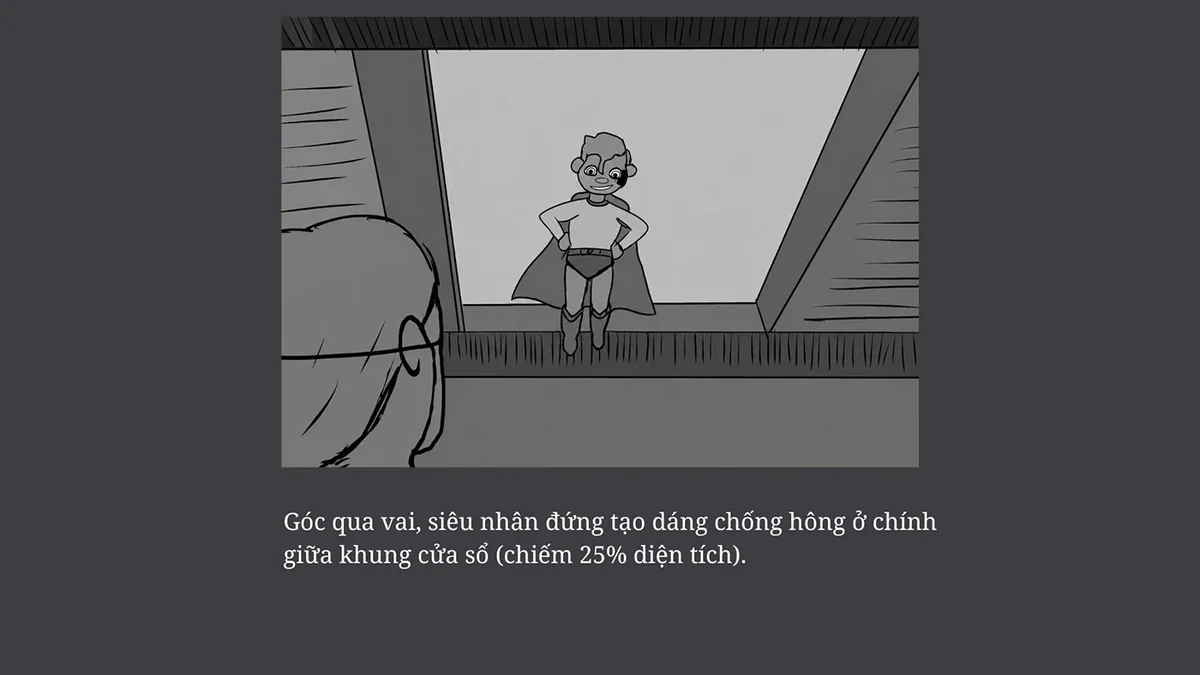 Góc qua vai, siêu nhân đứng tạo dáng chống hông ở chính
giữa khung cửa sổ (chiếm 25% diện tích).